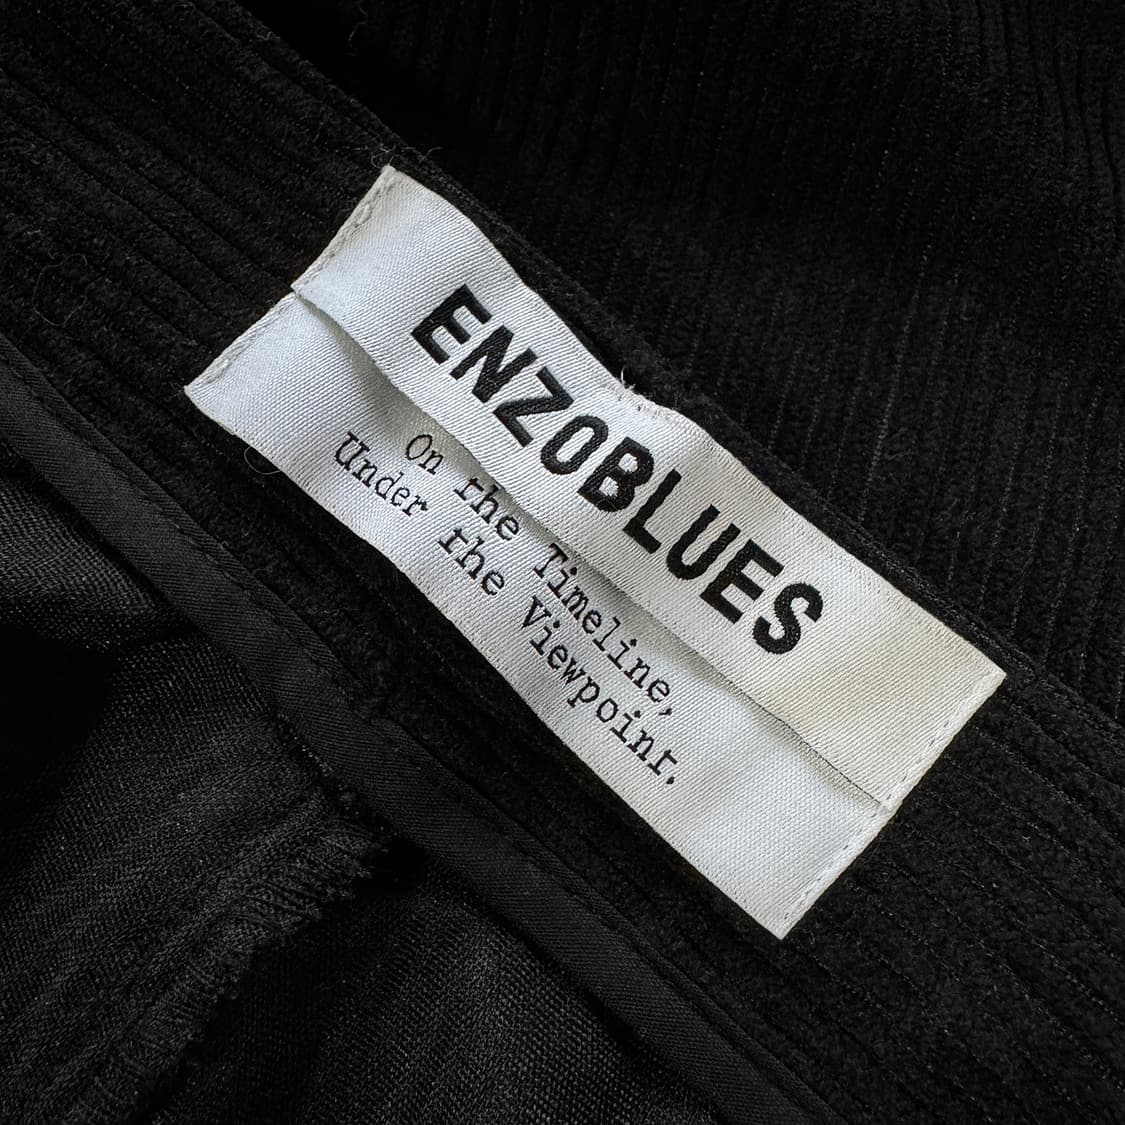 ENZOBLUES
On the Timeline,
Under the Viewpoint,